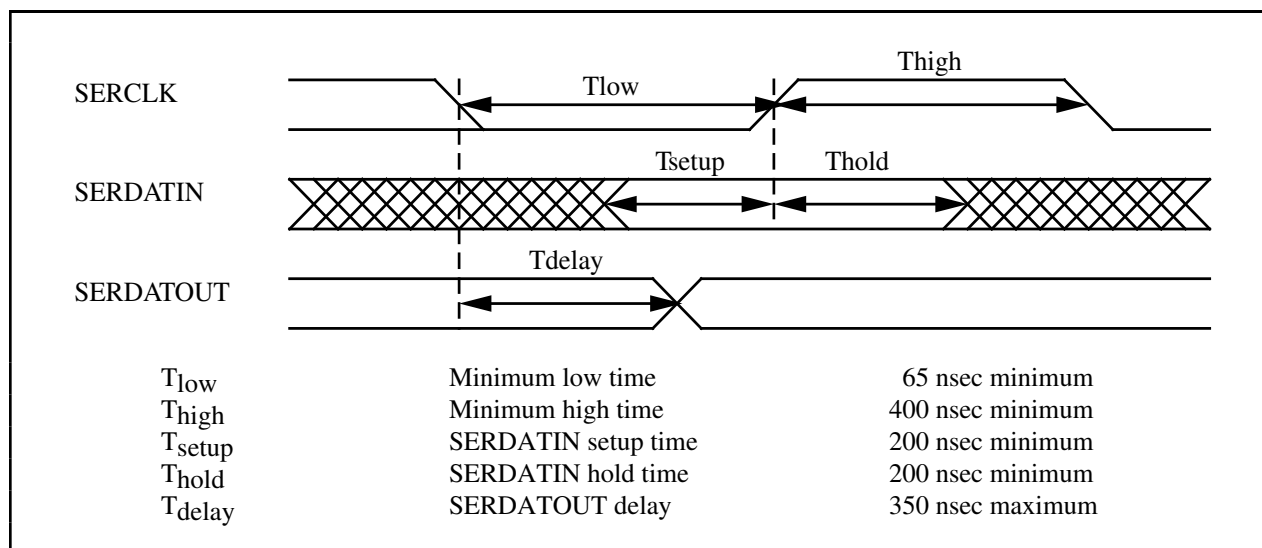 Thigh
SERCLK
Tlow
Tsetup
Thold
SERDATIN
Tdelay
SERDATOUT
Tlow Minimum low time 65 nsec minimum
Thigh Minimum high time 400 nsec minimum
Tsetup SERDATIN setup time 200 nsec minimum
Thold SERDATIN hold time 200 nsec minimum
Tdelay SERDATOUT delay 350 nsec maximum